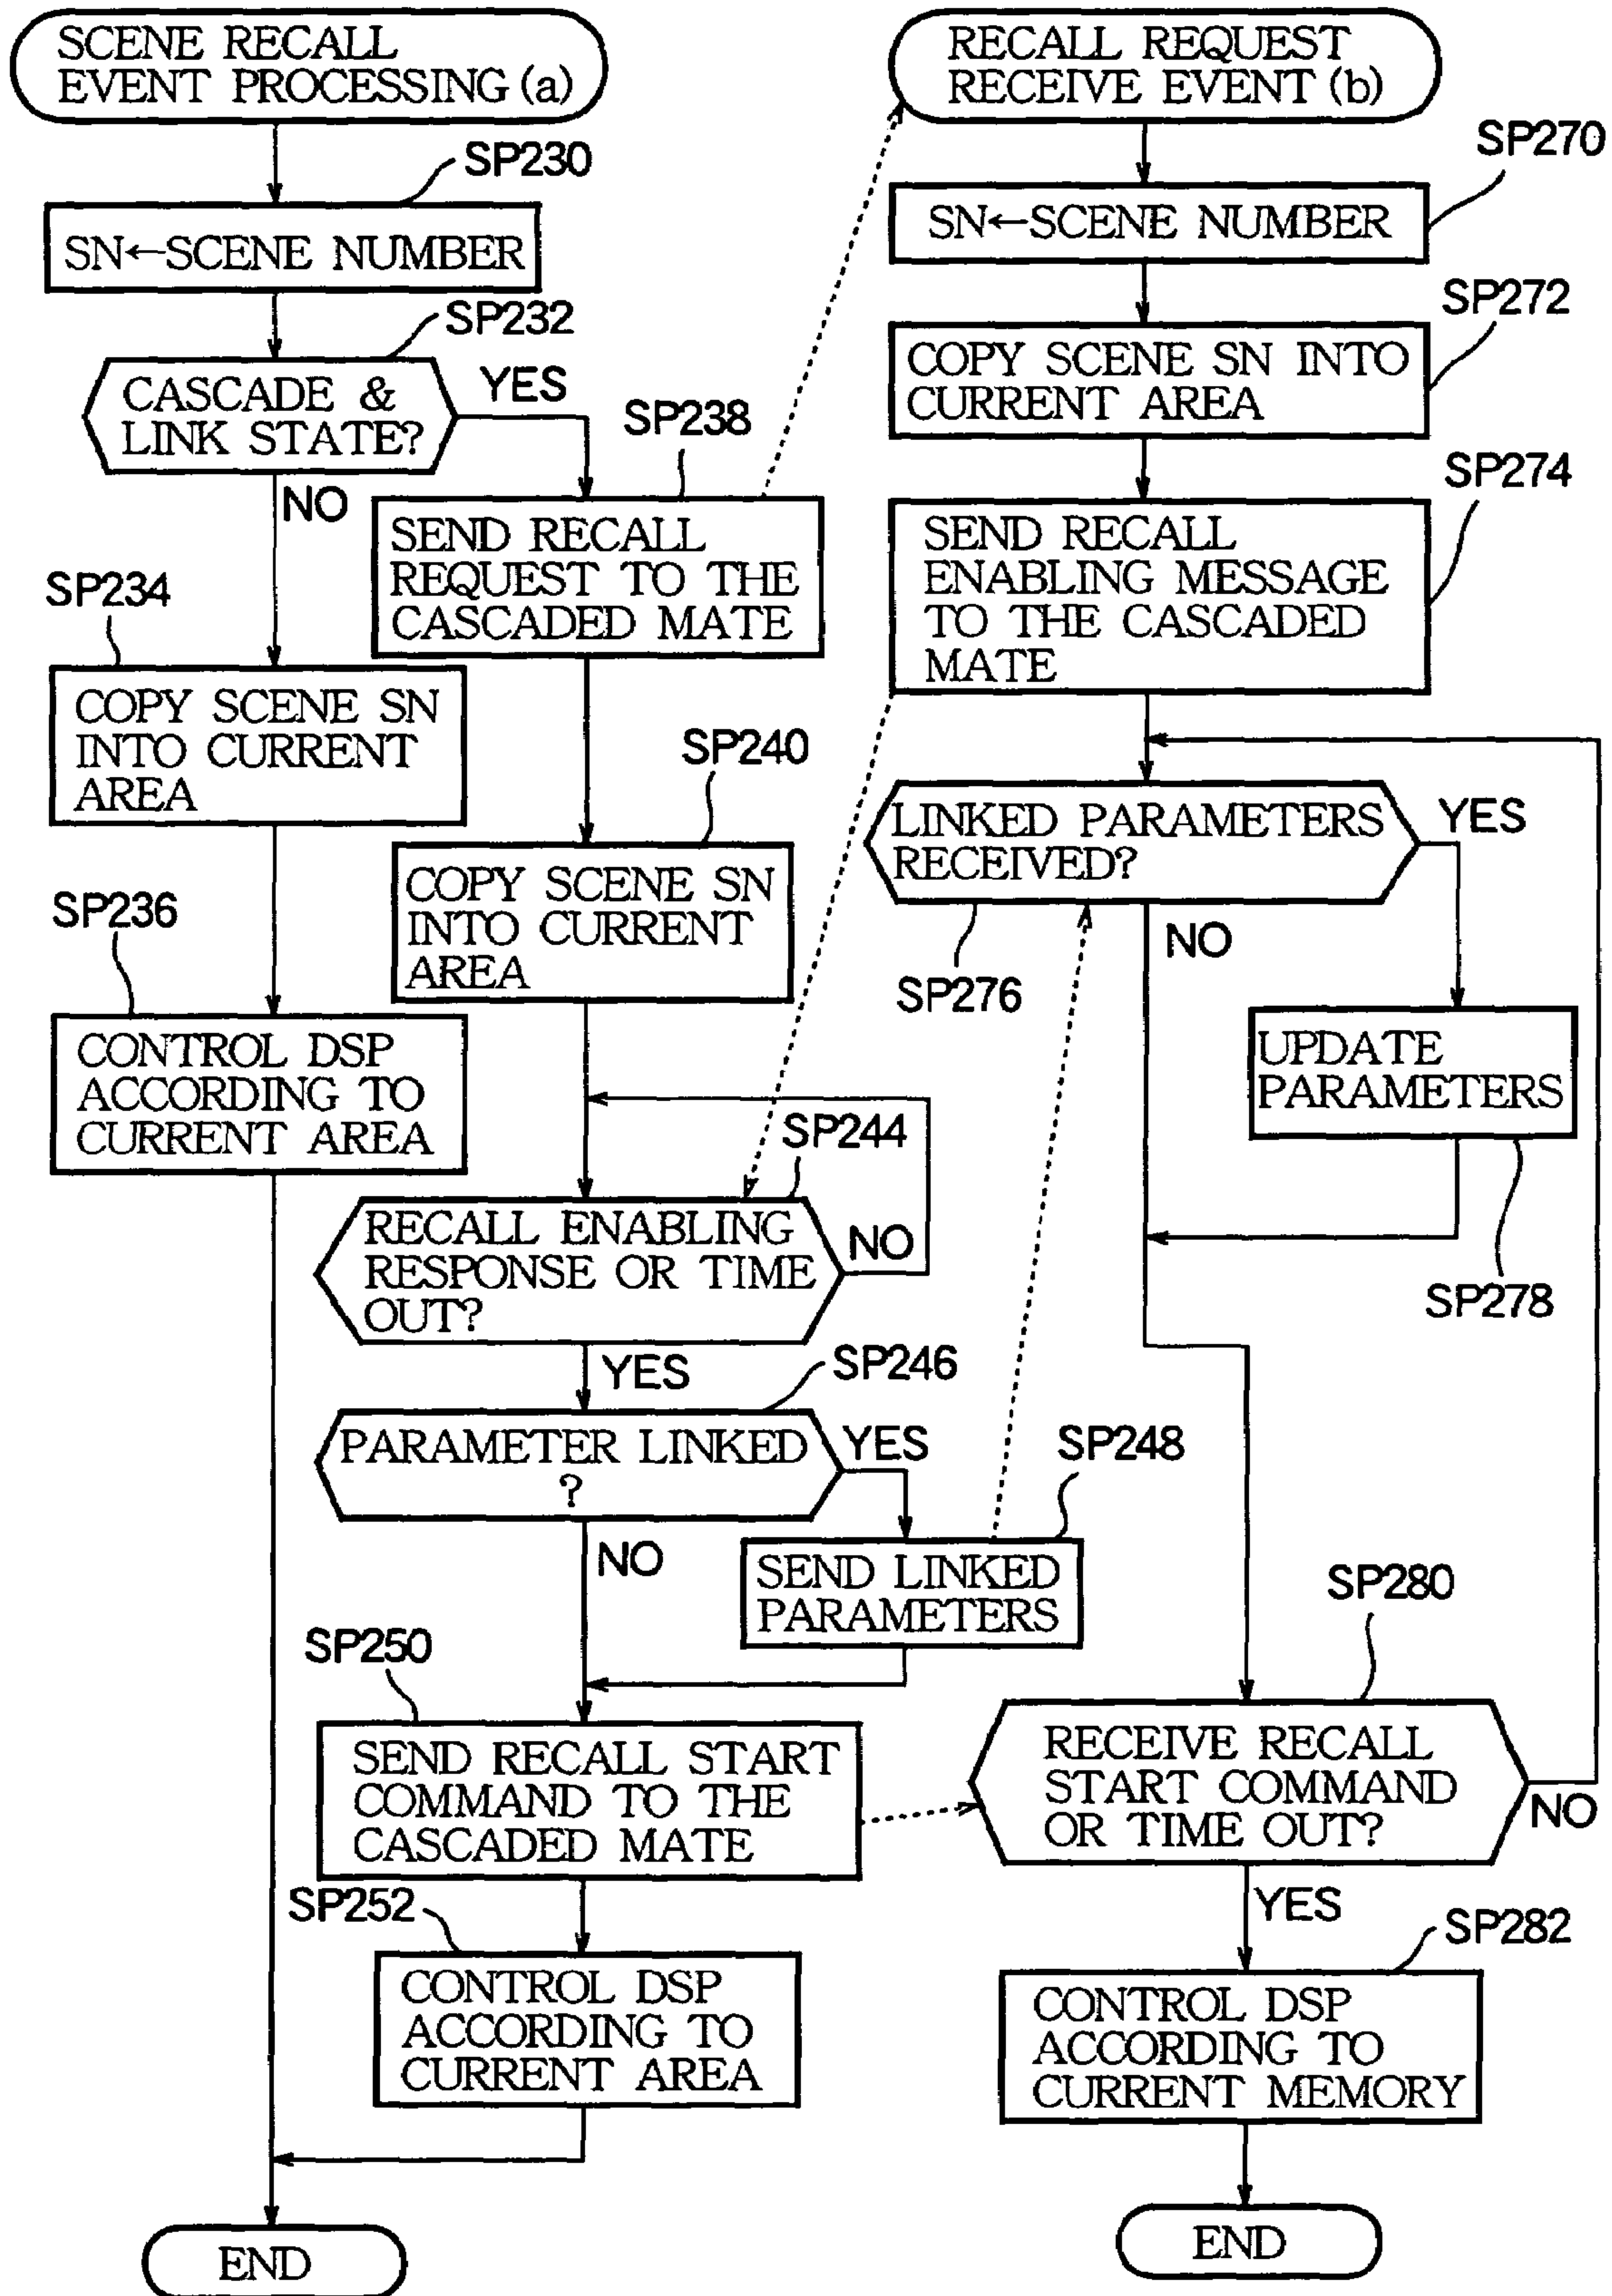 SCENE RECALL
EVENT PROCESSING (a)
SP230
SN←SCENE NUMBER
SP232
CASCADE &
LINK STATE?
YES
NO
SP238
SEND RECALL
REQUEST TO THE
CASCADED MATE
SP234
COPY SCENE SN
INTO CURRENT
AREA
SP240
COPY SCENE SN
INTO CURRENT
AREA
SP236
CONTROL DSP
ACCORDING TO
CURRENT AREA
SP244
RECALL ENABLING
RESPONSE OR TIME
OUT?
NO
YES
SP246
PARAMETER LINKED
?
YES
NO
SP248
SEND LINKED
PARAMETERS
SP250
SEND RECALL START
COMMAND TO THE
CASCADED MATE
SP252
CONTROL DSP
ACCORDING TO
CURRENT AREA
END
RECALL REQUEST
RECEIVE EVENT (b)
SP270
SN←SCENE NUMBER
SP272
COPY SCENE SN INTO
CURRENT AREA
SP274
SEND RECALL
ENABLING MESSAGE
TO THE CASCADED
MATE
LINKED PARAMETERS
RECEIVED?
YES
NO
SP276
UPDATE
PARAMETERS
SP278
SP280
RECEIVE RECALL
START COMMAND
OR TIME OUT?
NO
YES
SP282
CONTROL DSP
ACCORDING TO
CURRENT MEMORY
END